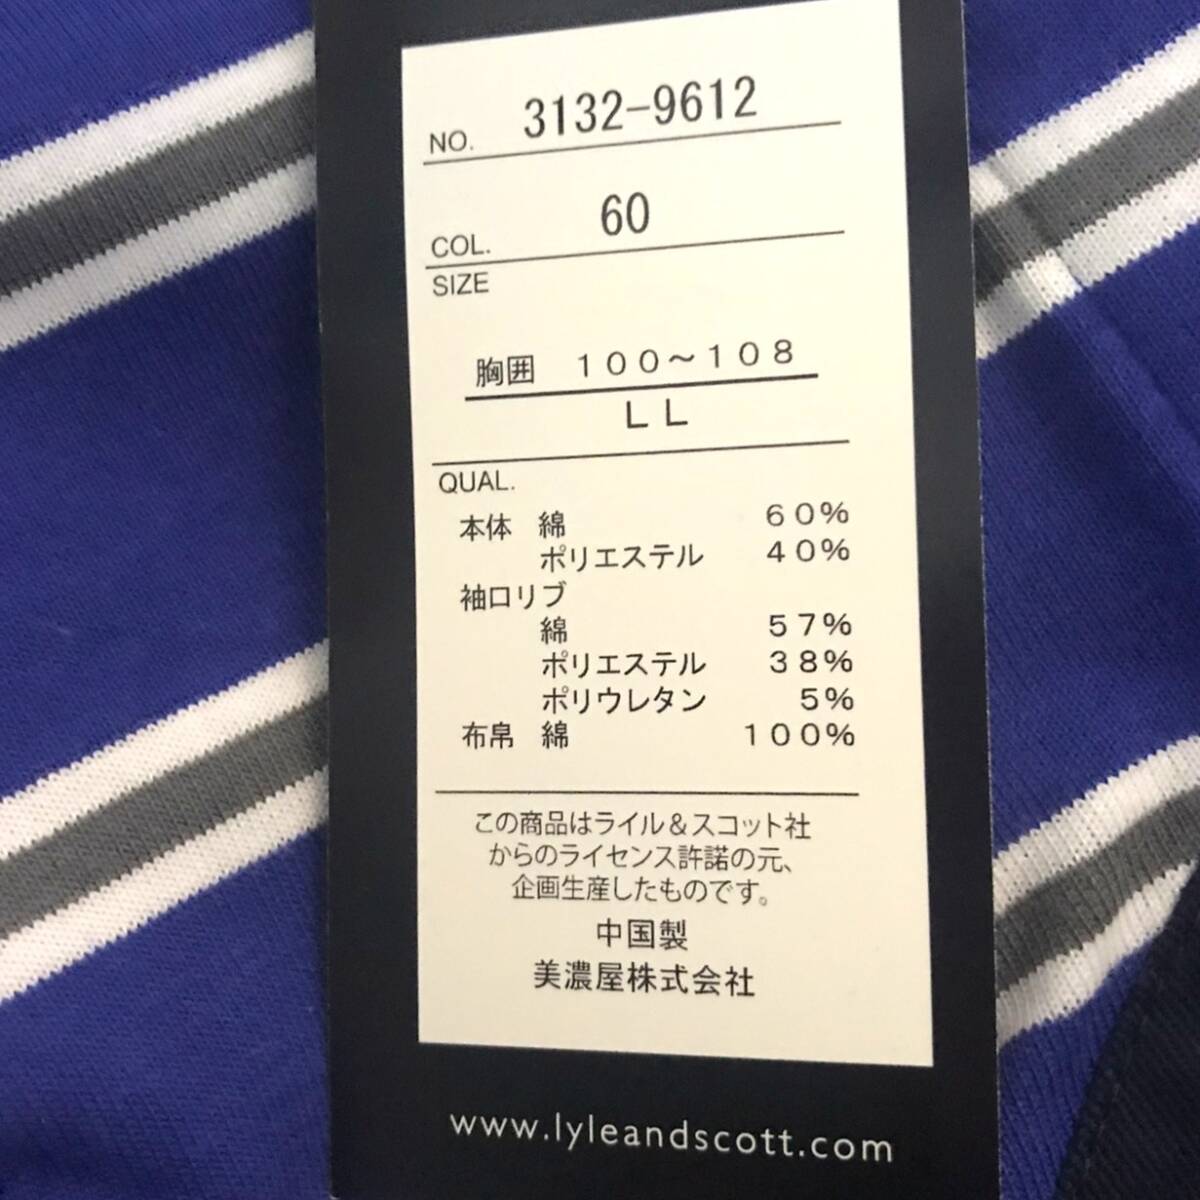 NO. 3132-9612
COL. 60
SIZE
胸囲 100～108
LL
QUAL.
本体 綿 60%
ポリエステル 40%
袖口リブ
綿 57%
ポリエステル 38%
ポリウレタン 5%
布帛 綿 100%
この商品はライル＆スコット社
からのライセンス許諾の元、
企画生産したものです。
中国製
美濃屋株式会社
www.lyleandscott.com